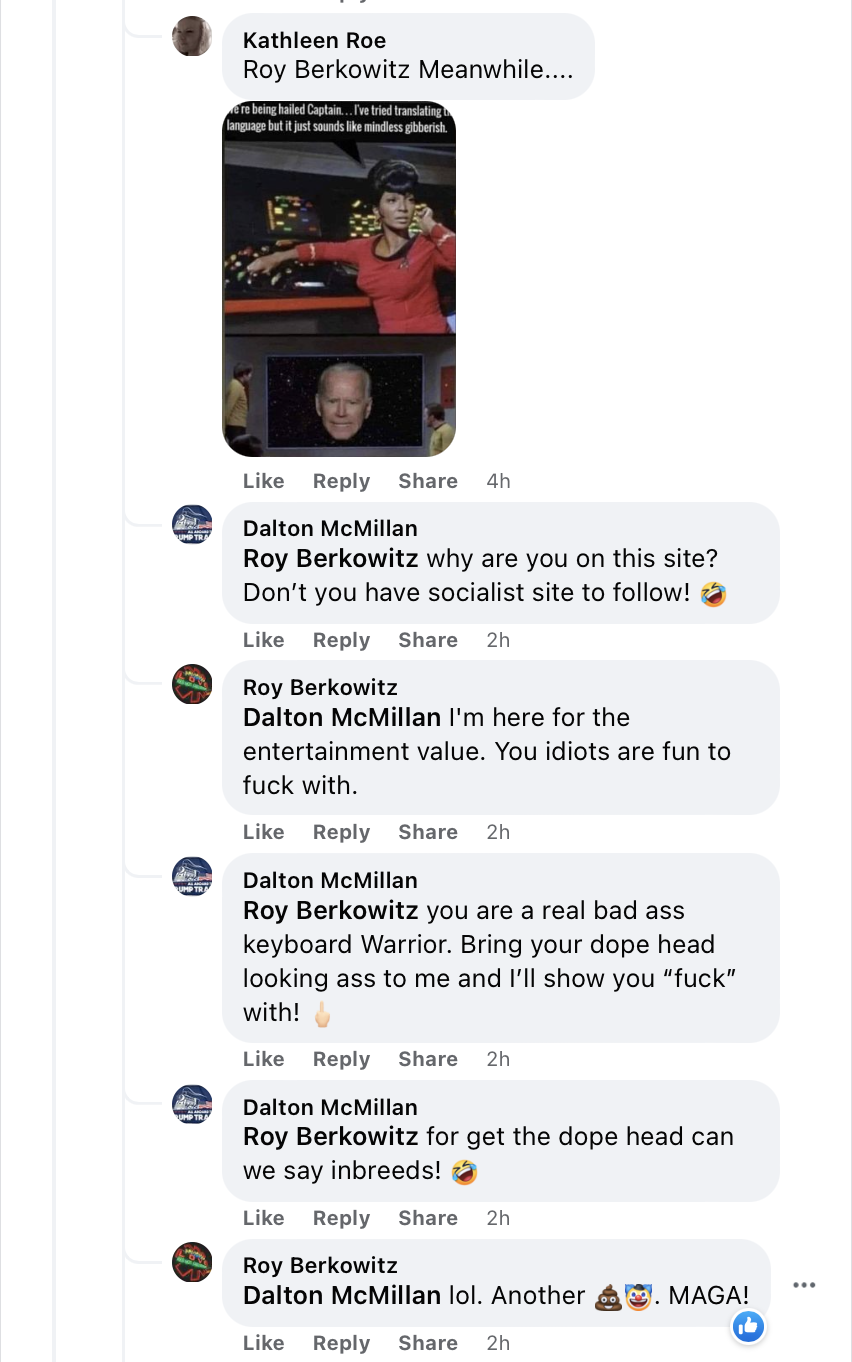 Kathleen Roe
Roy Berkowitz Meanwhile....
re being hailed Captain... I've tried translating
language but it just sounds like mindless gibberish.
Like Reply Share 4h
Dalton McMillan
Roy Berkowitz why are you on this site?
Don’t you have socialist site to follow! 🤣
Like Reply Share 2h
Roy Berkowitz
Dalton McMillan I'm here for the
entertainment value. You idiots are fun to
fuck with.
Like Reply Share 2h
Dalton McMillan
Roy Berkowitz you are a real bad ass
keyboard Warrior. Bring your dope head
looking ass to me and I’ll show you “fuck”
with! 🖕🏻
Like Reply Share 2h
Dalton McMillan
Roy Berkowitz for get the dope head can
we say inbreeds! 🤣
Like Reply Share 2h
Roy Berkowitz
Dalton McMillan lol. Another 💩🤡. MAGA!
Like Reply Share 2h